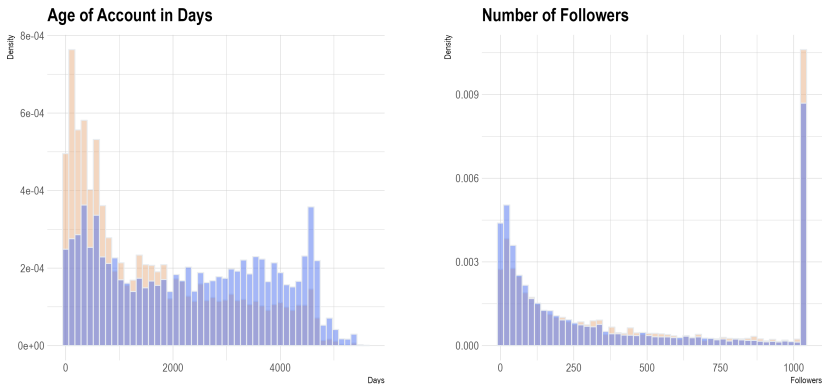 Age of Account in Days
Density
8e-04
6e-04
4e-04
2e-04
0e+00
0
2000
4000
Days
Number of Followers
Density
0.009
0.006
0.003
0.000
0
250
500
750
1000
Followers